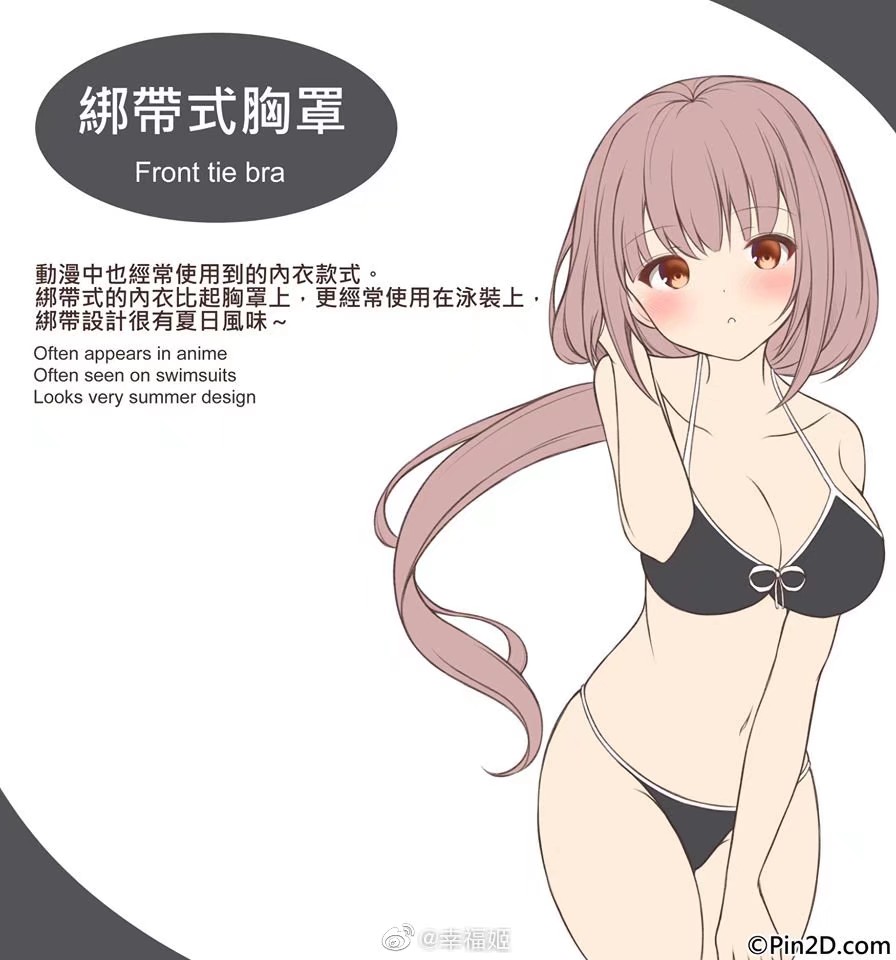 綁帶式胸罩
Front tie bra
動漫中也經常使用到的內衣款式。
綁帶式的內衣比起胸罩上，更經常使用在泳裝上，
綁帶設計很有夏日風味～
Often appears in anime
Often seen on swimsuits
Looks very summer design
@幸福姬
©Pin2D.com